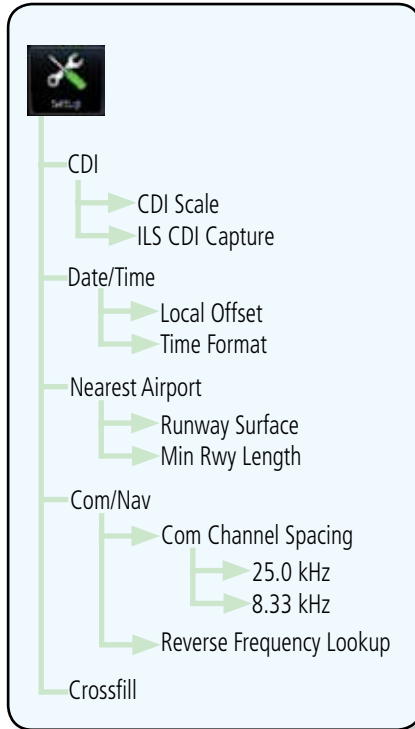 Setup
CDI
CDI Scale
ILS CDI Capture
Date/Time
Local Offset
Time Format
Nearest Airport
Runway Surface
Min Rwy Length
Com/Nav
Com Channel Spacing
25.0 kHz
8.33 kHz
Reverse Frequency Lookup
Crossfill